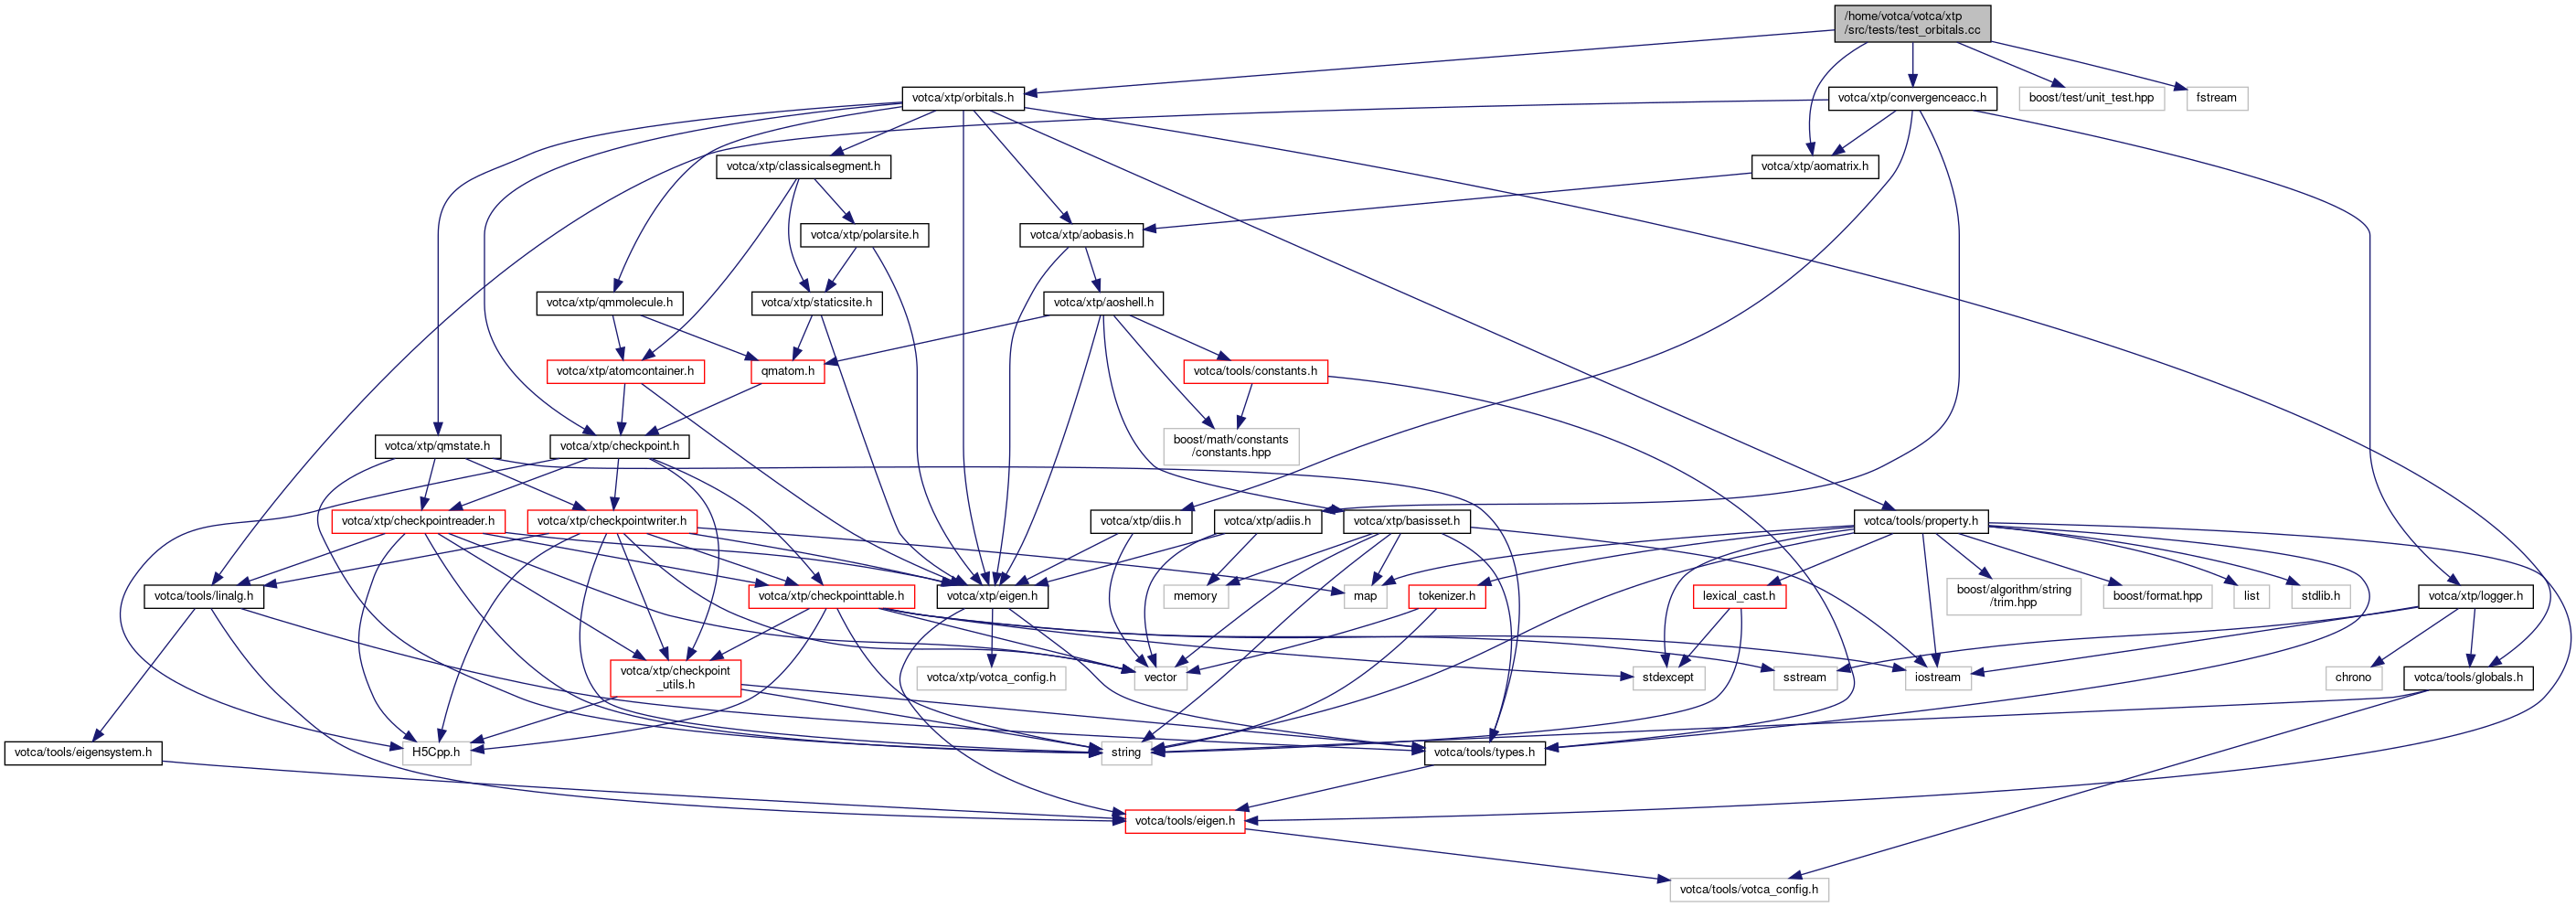 /home/votca/votca/xtp
/src/tests/test_orbitals.cc
votca/xtp/orbitals.h
votca/xtp/convergenceacc.h
boost/test/unit_test.hpp
fstream
votca/xtp/classicalsegment.h
votca/xtp/aomatrix.h
votca/xtp/polarsite.h
votca/xtp/aobasis.h
votca/xtp/qmmolecule.h
votca/xtp/staticsite.h
votca/xtp/aoshell.h
votca/xtp/atomcontainer.h
qmatom.h
votca/tools/constants.h
votca/xtp/qmstate.h
votca/xtp/checkpoint.h
boost/math/constants
/constants.hpp
votca/xtp/checkpointreader.h
votca/xtp/checkpointwriter.h
votca/xtp/diis.h
votca/xtp/adiis.h
votca/xtp/basisset.h
votca/tools/property.h
votca/tools/linalg.h
votca/xtp/checkpointtable.h
votca/xtp/eigen.h
memory
map
tokenizer.h
lexical_cast.h
boost/algorithm/string
/trim.hpp
boost/format.hpp
list
stdlib.h
votca/xtp/logger.h
votca/xtp/checkpoint
_utils.h
votca/xtp/votca_config.h
vector
stdexcept
sstream
iostream
chrono
votca/tools/globals.h
votca/tools/eigensystem.h
H5Cpp.h
string
votca/tools/types.h
votca/tools/eigen.h
votca/tools/votca_config.h